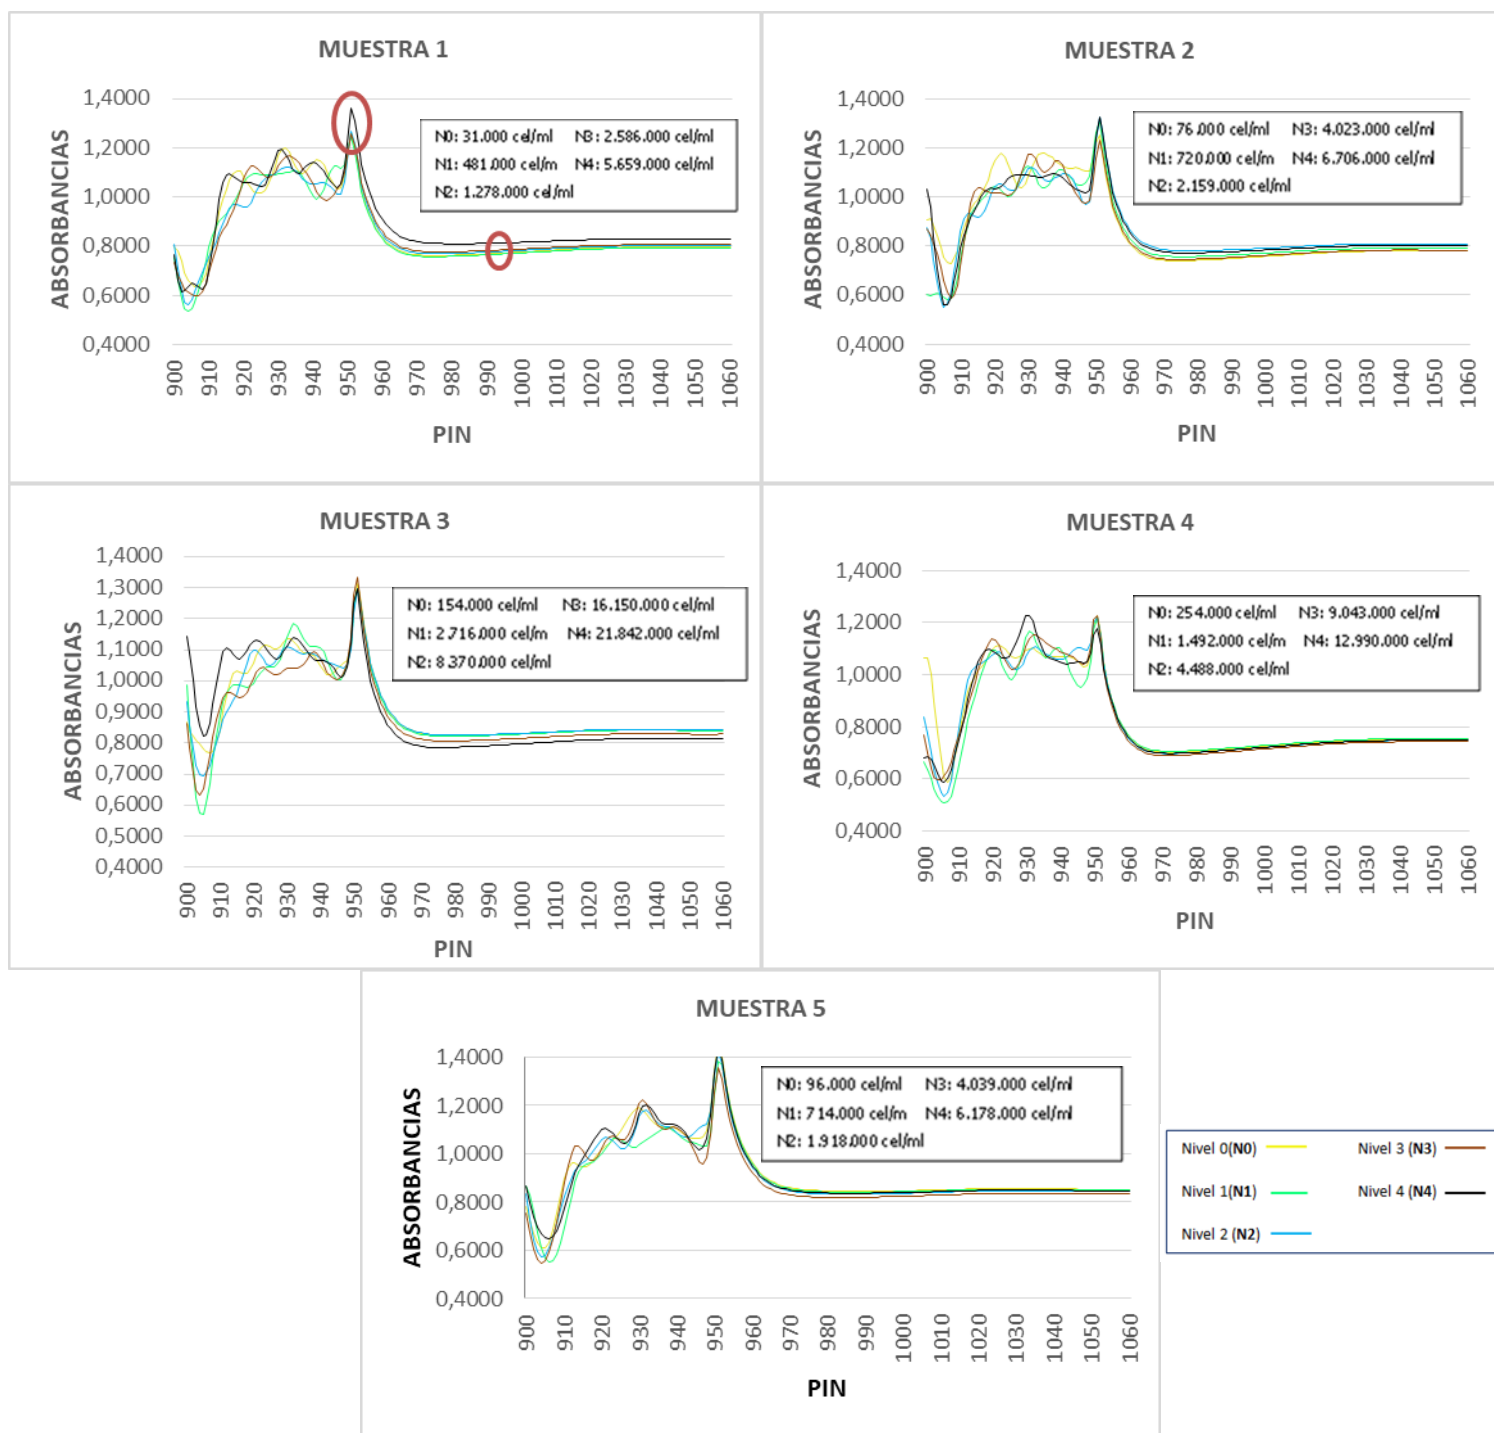 MUESTRA 1
ABSORBANCIAS
1,4000
1,2000
1,0000
0,8000
0,6000
0,4000
N0: 31.000 cel/ml N3: 2.586.000 cel/ml
N1: 481.000 cel/m N4: 5.659.000 cel/ml
N2: 1.278.000 cel/ml
900 910 920 930 940 950 960 970 980 990 1000 1010 1020 1030 1040 1050 1060
PIN
MUESTRA 2
ABSORBANCIAS
1,4000
1,2000
1,0000
0,8000
0,6000
0,4000
N0: 76.000 cel/ml N3: 4.023.000 cel/ml
N1: 720.000 cel/m N4: 6.706.000 cel/ml
N2: 2.159.000 cel/ml
900 910 920 930 940 950 960 970 980 990 1000 1010 1020 1030 1040 1050 1060
PIN
MUESTRA 3
ABSORBANCIAS
1,4000
1,3000
1,2000
1,1000
1,0000
0,9000
0,8000
0,7000
0,6000
0,5000
0,4000
N0: 154.000 cel/ml N3: 16.150.000 cel/ml
N1: 2.716.000 cel/m N4: 21.842.000 cel/ml
N2: 8.370.000 cel/ml
900 910 920 930 940 950 960 970 980 990 1000 1010 1020 1030 1040 1050 1060
PIN
MUESTRA 4
ABSORBANCIAS
1,4000
1,2000
1,0000
0,8000
0,6000
0,4000
N0: 254.000 cel/ml N3: 9.043.000 cel/ml
N1: 1.492.000 cel/m N4: 12.990.000 cel/ml
N2: 4.488.000 cel/ml
900 910 920 930 940 950 960 970 980 990 1000 1010 1020 1030 1040 1050 1060
PIN
MUESTRA 5
ABSORBANCIAS
1,4000
1,2000
1,0000
0,8000
0,6000
0,4000
N0: 96.000 cel/ml N3: 4.039.000 cel/ml
N1: 714.000 cel/m N4: 6.178.000 cel/ml
N2: 1.918.000 cel/ml
900 910 920 930 940 950 960 970 980 990 1000 1010 1020 1030 1040 1050 1060
PIN
Nivel 0(N0) Nivel 3 (N3)
Nivel 1(N1) Nivel 4 (N4)
Nivel 2 (N2)